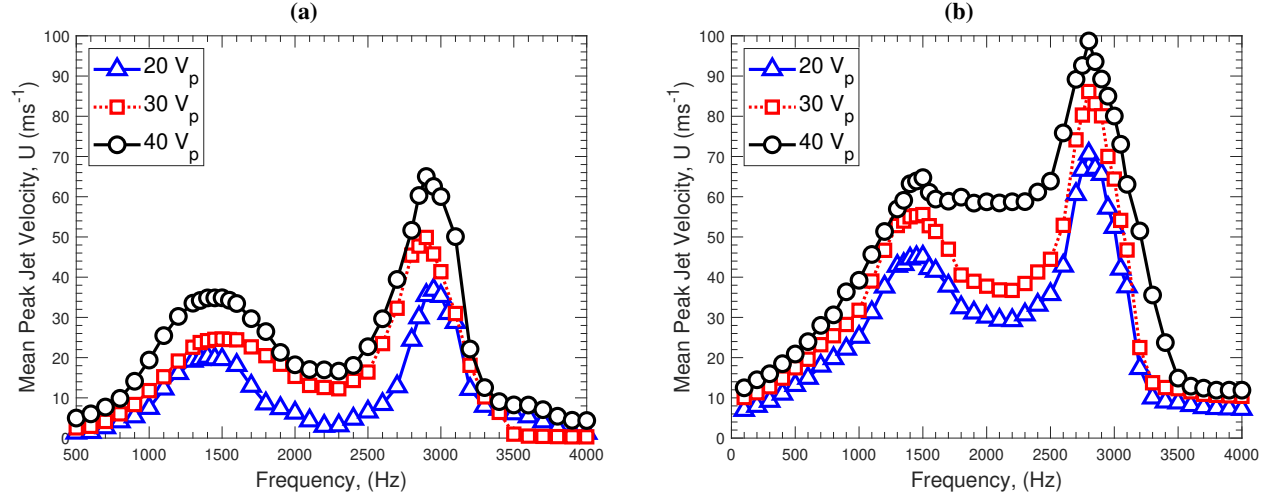 (a)
100
90
80
70
60
50
40
30
20
10
0
Mean Peak Jet Velocity, U (ms⁻¹)
20 Vₚ
30 Vₚ
40 Vₚ
500 1000 1500 2000 2500 3000 3500 4000
Frequency, (Hz)
(b)
100
90
80
70
60
50
40
30
20
10
0
Mean Peak Jet Velocity, U (ms⁻¹)
20 Vₚ
30 Vₚ
40 Vₚ
0 500 1000 1500 2000 2500 3000 3500 4000
Frequency, (Hz)